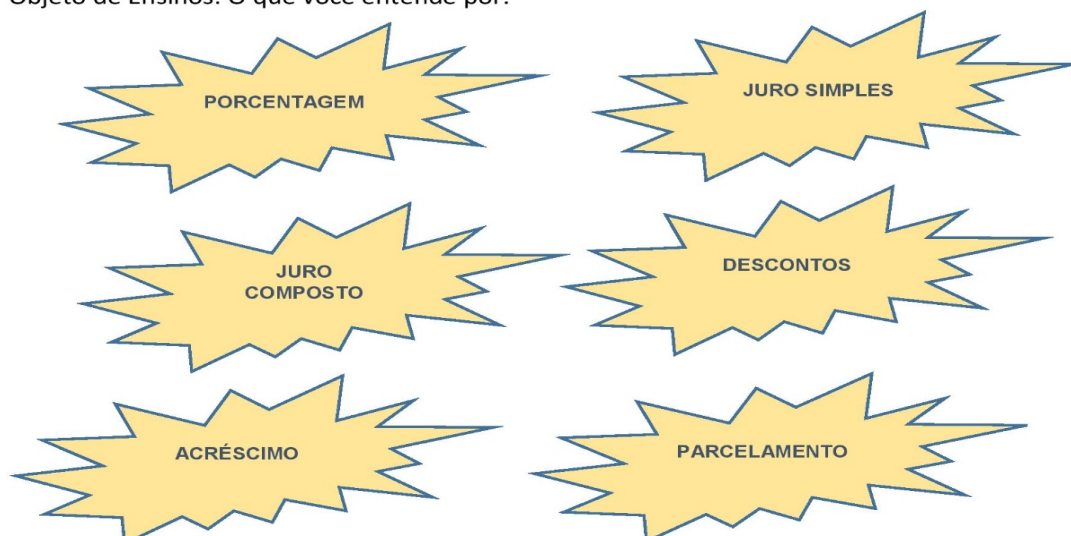 Objeto de Ensinos: O que você entende por:
PORCENTAGEM
JURO SIMPLES
JURO
COMPOSTO
DESCONTOS
ACRÉSCIMO
PARCELAMENTO